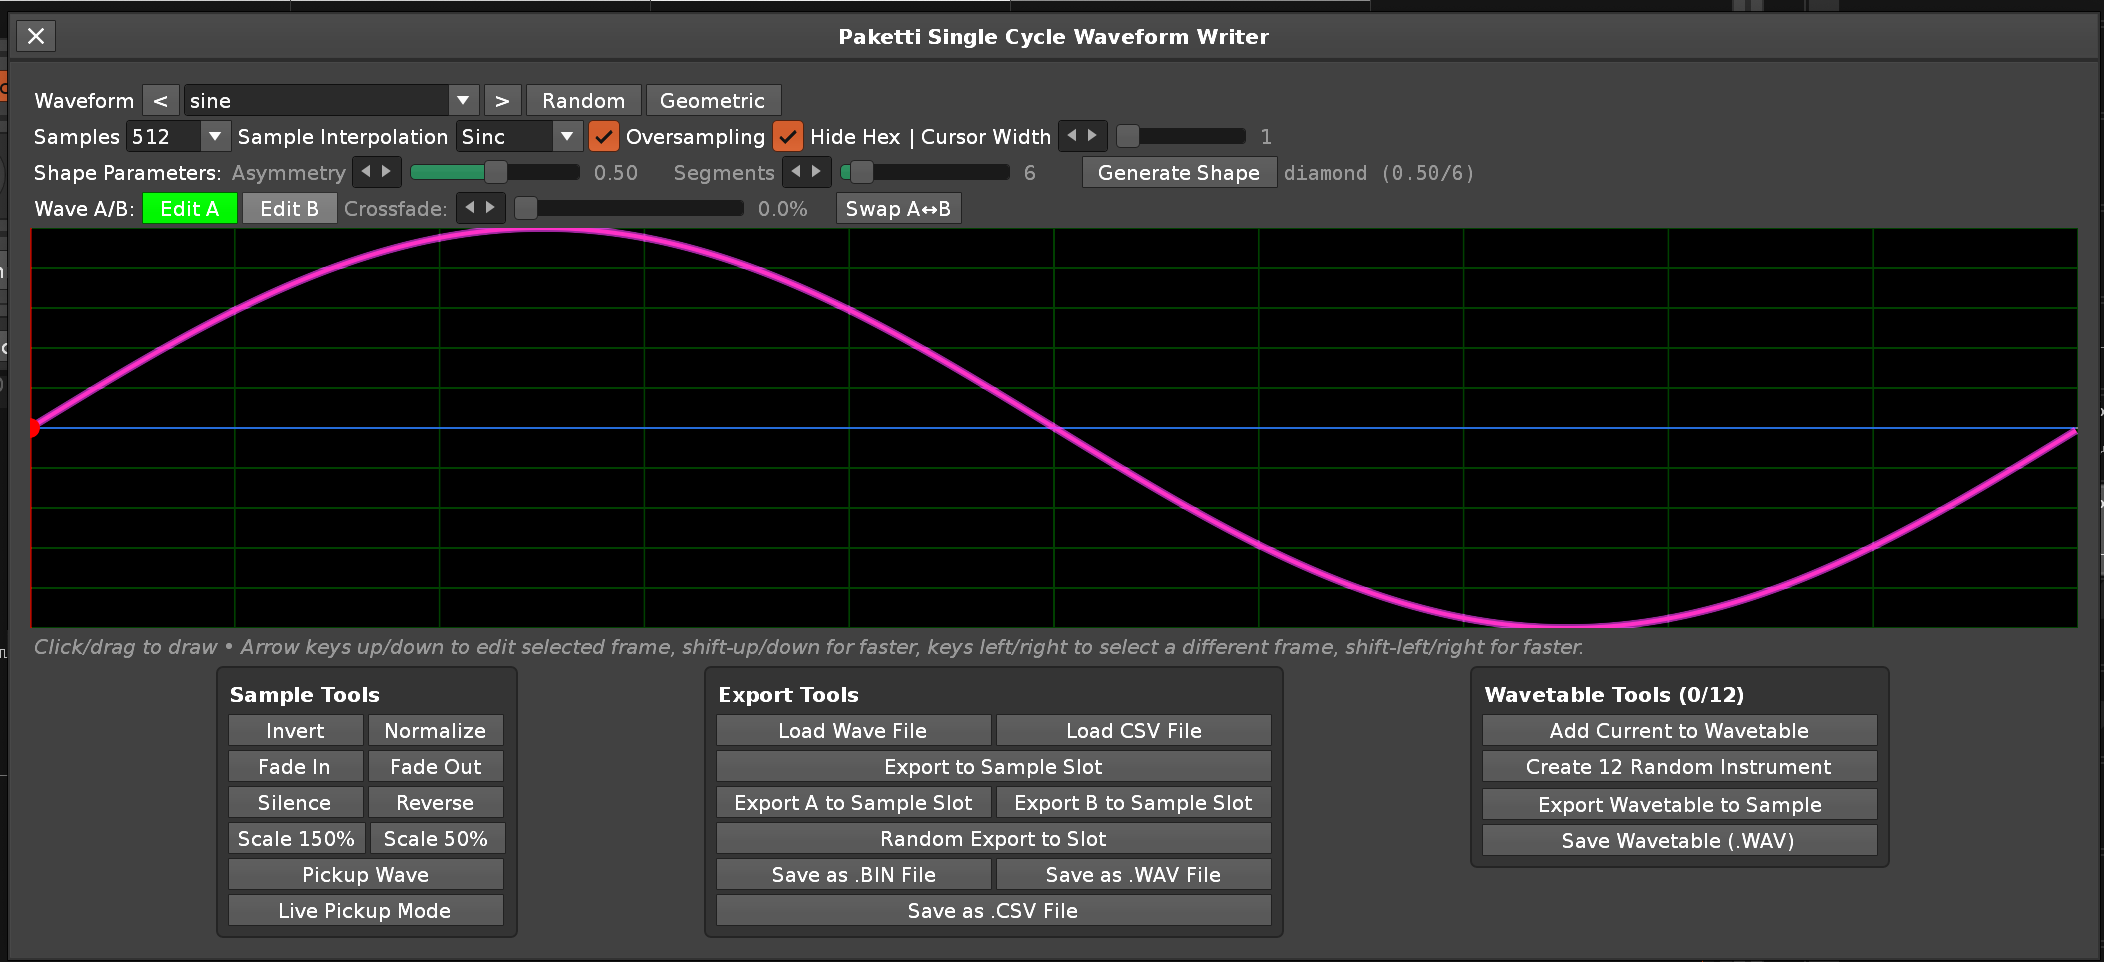 Paketti Single Cycle Waveform Writer
Waveform < sine > Random Geometric
Samples 512 Sample Interpolation Sinc Oversampling Hide Hex | Cursor Width 1
Shape Parameters: Asymmetry 0.50 Segments 6 Generate Shape diamond (0.50/6)
Wave A/B: Edit A Edit B Crossfade: 0.0% Swap A↔B
Click/drag to draw • Arrow keys up/down to edit selected frame, shift-up/down for faster, keys left/right to select a different frame, shift-left/right for faster.
Sample Tools
Invert Normalize
Fade In Fade Out
Silence Reverse
Scale 150% Scale 50%
Pickup Wave
Live Pickup Mode
Export Tools
Load Wave File Load CSV File
Export to Sample Slot
Export A to Sample Slot Export B to Sample Slot
Random Export to Slot
Save as .BIN File Save as .WAV File
Save as .CSV File
Wavetable Tools (0/12)
Add Current to Wavetable
Create 12 Random Instrument
Export Wavetable to Sample
Save Wavetable (.WAV)